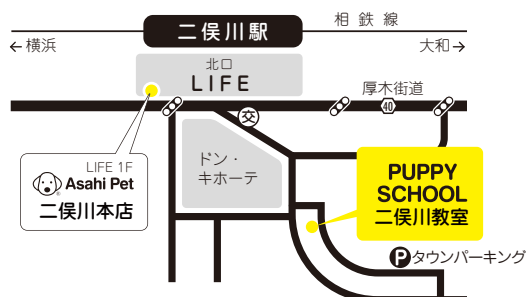 二俣川駅
相鉄線
←横浜
大和→
北口
LIFE
厚木街道
40
交
ドン・
キホーテ
LIFE 1F
Asahi Pet
二俣川本店
PUPPY
SCHOOL
二俣川教室
P タウンパーキング